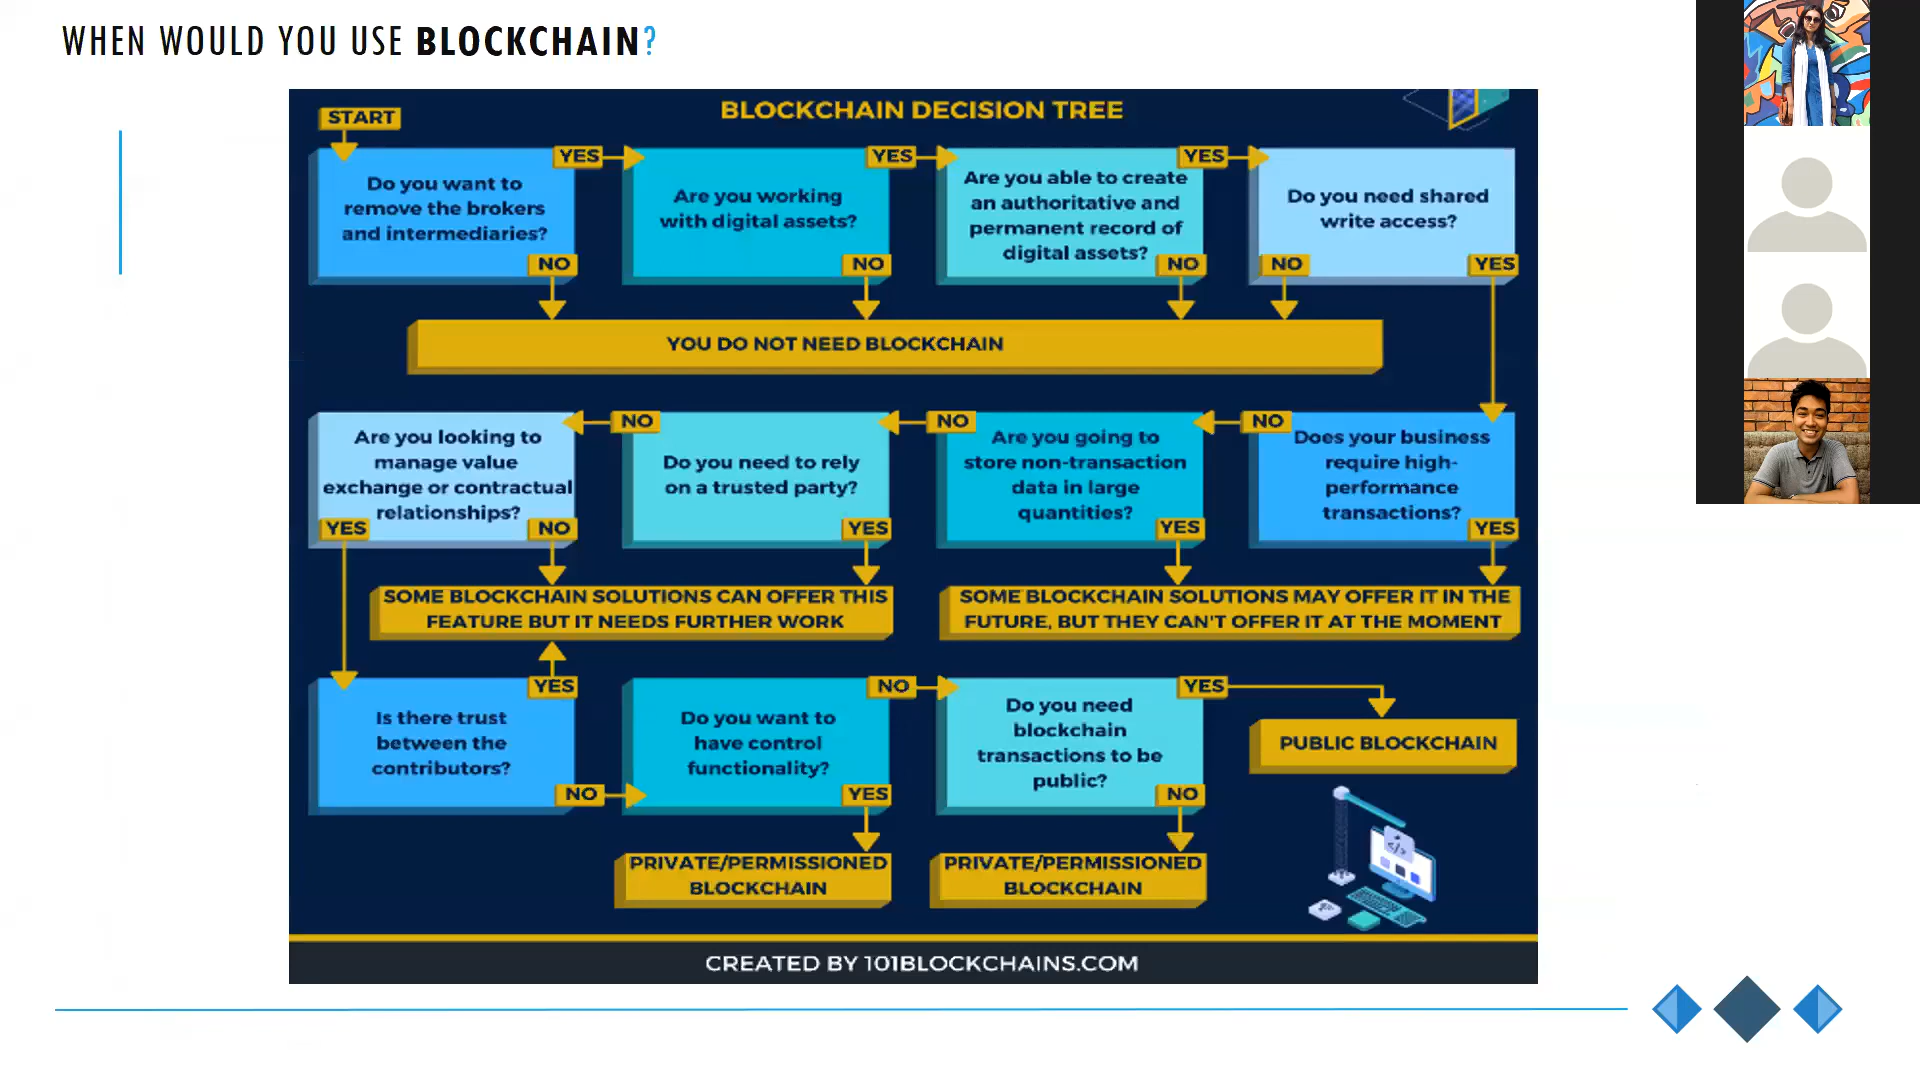 WHEN WOULD YOU USE BLOCKCHAIN?
BLOCKCHAIN DECISION TREE
START
Do you want to
remove the brokers
and intermediaries?
YES
NO
Are you working
with digital assets?
YES
NO
Are you able to create
an authoritative and
permanent record of
digital assets?
YES
NO
Do you need shared
write access?
NO
YES
YOU DO NOT NEED BLOCKCHAIN
Does your business
require high-
performance
transactions?
NO
YES
Are you going to
store non-transaction
data in large
quantities?
NO
YES
Do you need to rely
on a trusted party?
NO
YES
Are you looking to
manage value
exchange or contractual
relationships?
YES
NO
SOME BLOCKCHAIN SOLUTIONS CAN OFFER THIS
FEATURE BUT IT NEEDS FURTHER WORK
SOME BLOCKCHAIN SOLUTIONS MAY OFFER IT IN THE
FUTURE, BUT THEY CAN'T OFFER IT AT THE MOMENT
Is there trust
between the
contributors?
YES
NO
Do you want to
have control
functionality?
NO
YES
Do you need
blockchain
transactions to be
public?
YES
NO
PUBLIC BLOCKCHAIN
PRIVATE/PERMISSIONED
BLOCKCHAIN
PRIVATE/PERMISSIONED
BLOCKCHAIN
</>
CREATED BY 101BLOCKCHAINS.COM